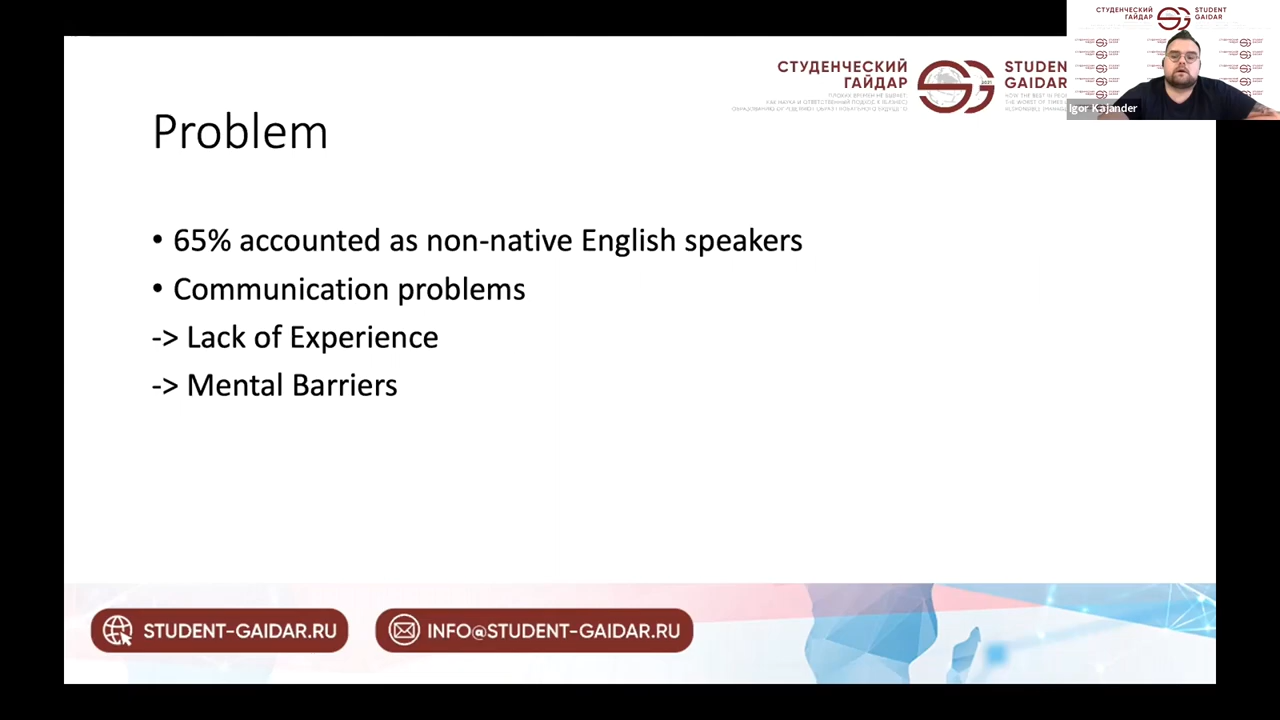 СТУДЕНЧЕСКИЙ
ГАЙДАР
STUDENT
GAIDAR
Igor Kajander
СТУДЕНЧЕСКИЙ
ГАЙДАР
2021
STUDEN
GAIDAR
Problem
• 65% accounted as non-native English speakers
• Communication problems
-> Lack of Experience
-> Mental Barriers
STUDENT-GAIDAR.RU
INFO@STUDENT-GAIDAR.RU